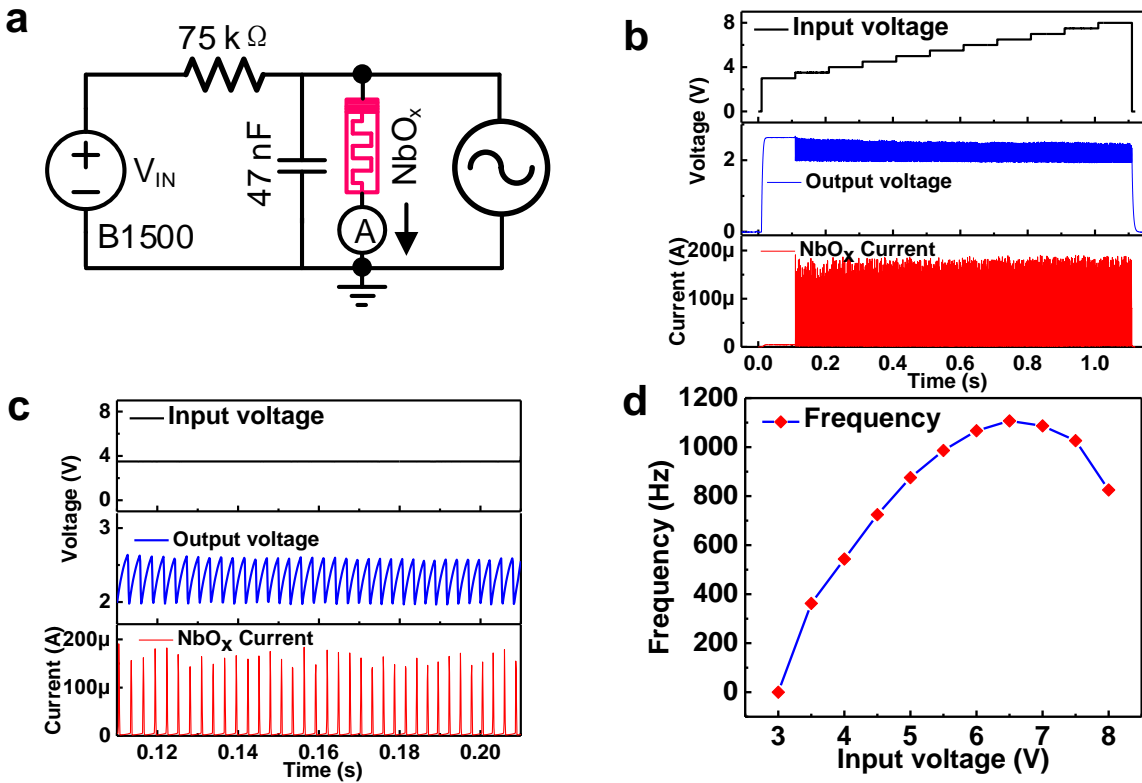 a
75 k Ω
V_IN
B1500
47 nF
NbOₓ
A
b
Input voltage
Output voltage
NbOₓ Current
Voltage (V)
Current (A)
8
4
0
2
0
200μ
100μ
0
0.0 0.2 0.4 0.6 0.8 1.0
Time (s)
c
Input voltage
Output voltage
NbOₓ Current
Voltage (V)
Current (A)
8
4
0
3
2
200μ
100μ
0
0.12 0.14 0.16 0.18 0.20
Time (s)
d
Frequency
Frequency (Hz)
1200
1000
800
600
400
200
0
3 4 5 6 7 8
Input voltage (V)